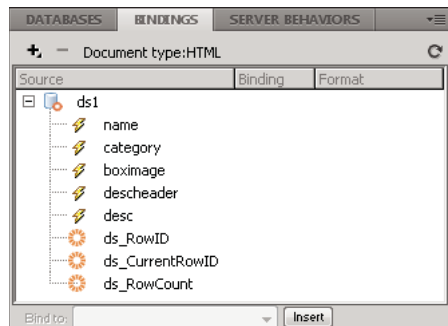 DATABASES BINDINGS SERVER BEHAVIORS
Document type:HTML
Source Binding Format
ds1
name
category
boximage
descheader
desc
ds_RowID
ds_CurrentRowID
ds_RowCount
Bind to: Insert